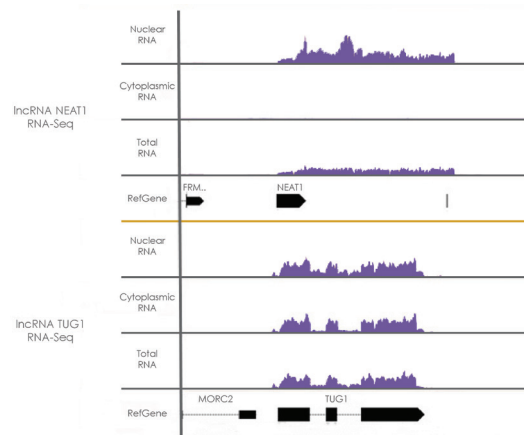 lncRNA NEAT1
RNA-Seq
Nuclear
RNA
Cytoplasmic
RNA
Total
RNA
RefGene
FRM..
NEAT1
lncRNA TUG1
RNA-Seq
Nuclear
RNA
Cytoplasmic
RNA
Total
RNA
RefGene
MORC2
TUG1